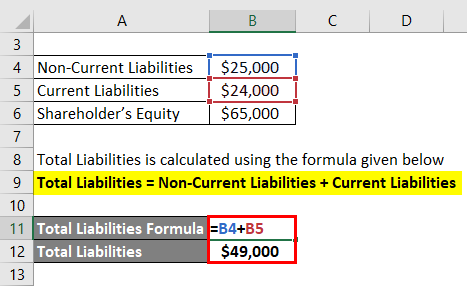 A B C D
3
4 Non-Current Liabilities $25,000
5 Current Liabilities $24,000
6 Shareholder's Equity $65,000
7
8 Total Liabilities is calculated using the formula given below
9 Total Liabilities = Non-Current Liabilities + Current Liabilities
10
11 Total Liabilities Formula =B4+B5
12 Total Liabilities $49,000
13